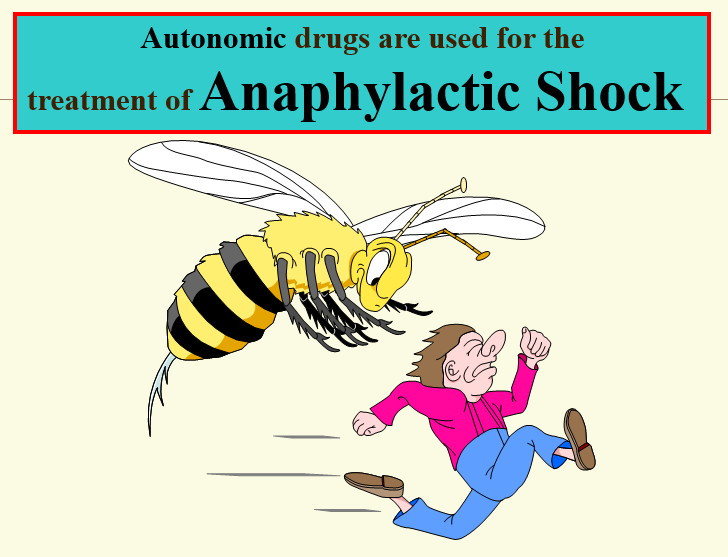 Autonomic drugs are used for the
treatment of Anaphylactic Shock